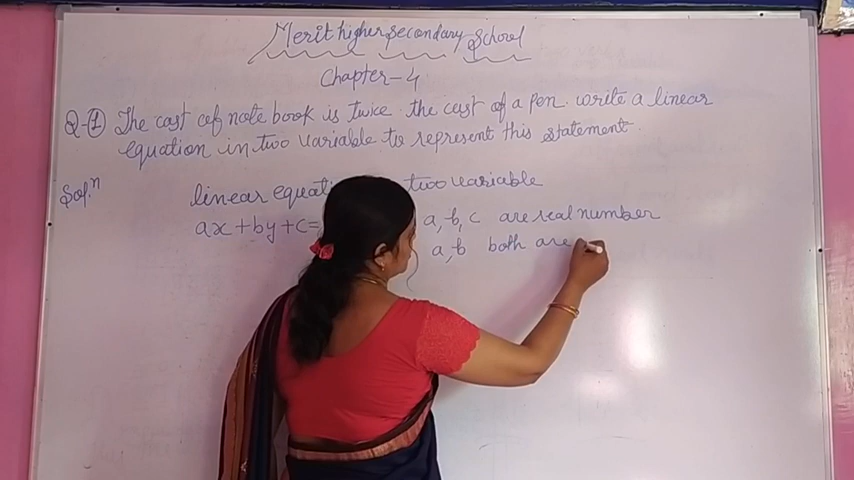 Merit higher secondary School
Chapter-4
Q-1 The cost of note book is twice the cost of a pen. write a linear
equation in two variable to represent this statement.
Sol.n linear equation two variable
ax+by+c= a, b, c are real number
a, b both are